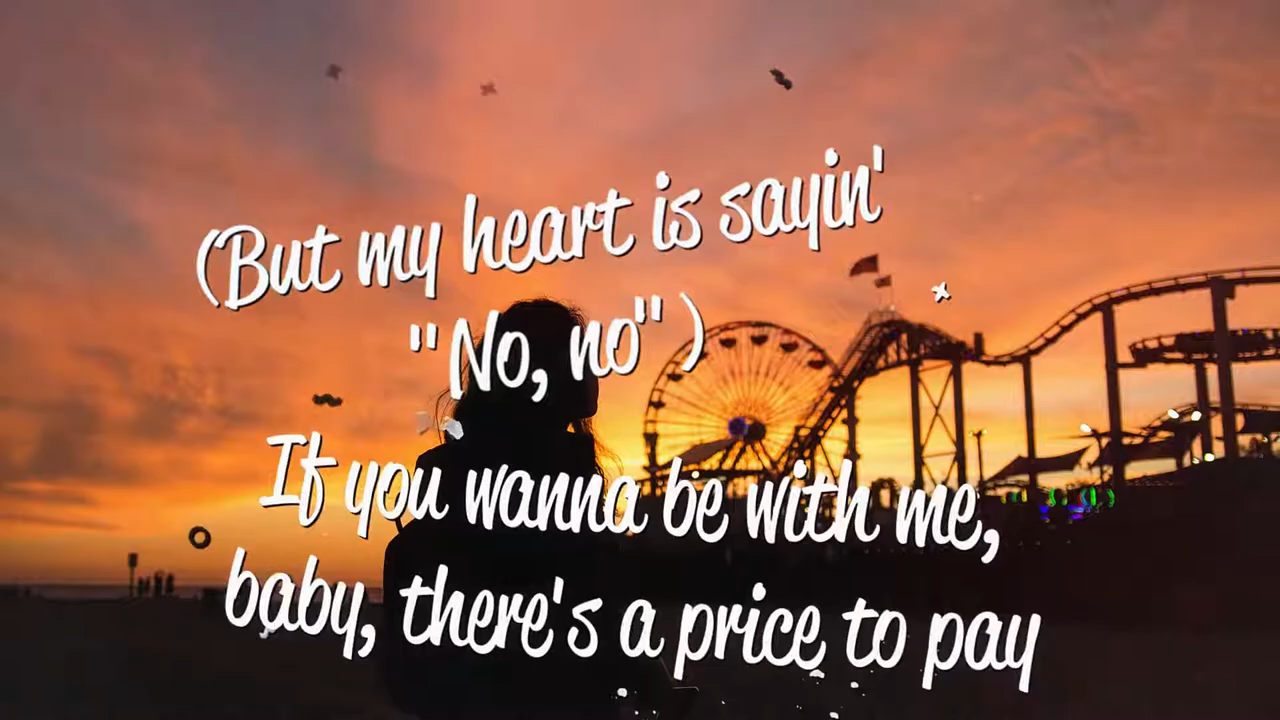 (But my heart is sayin'
"No, no")
If you wanna be with me,
baby, there's a price to pay